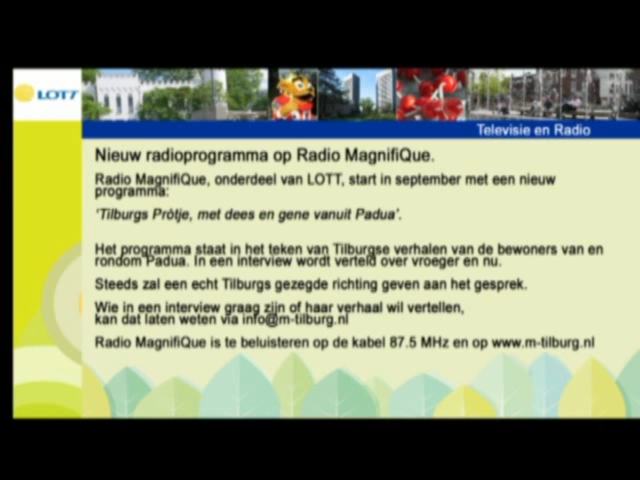 LOTT
Televisie en Radio
Nieuw radioprogramma op Radio MagnifiQue.
Radio MagnifiQue, onderdeel van LOTT, start in september met een nieuw
programma:
‘Tilburgs Pròtje, met dees en gene vanuit Padua’.
Het programma staat in het teken van Tilburgse verhalen van de bewoners van en
rondom Padua. In een interview wordt verteld over vroeger en nu.
Steeds zal een echt Tilburgs gezegde richting geven aan het gesprek.
Wie in een interview graag zijn of haar verhaal wil vertellen,
kan dat laten weten via info@m-tilburg.nl
Radio MagnifiQue is te beluisteren op de kabel 87.5 MHz en op www.m-tilburg.nl